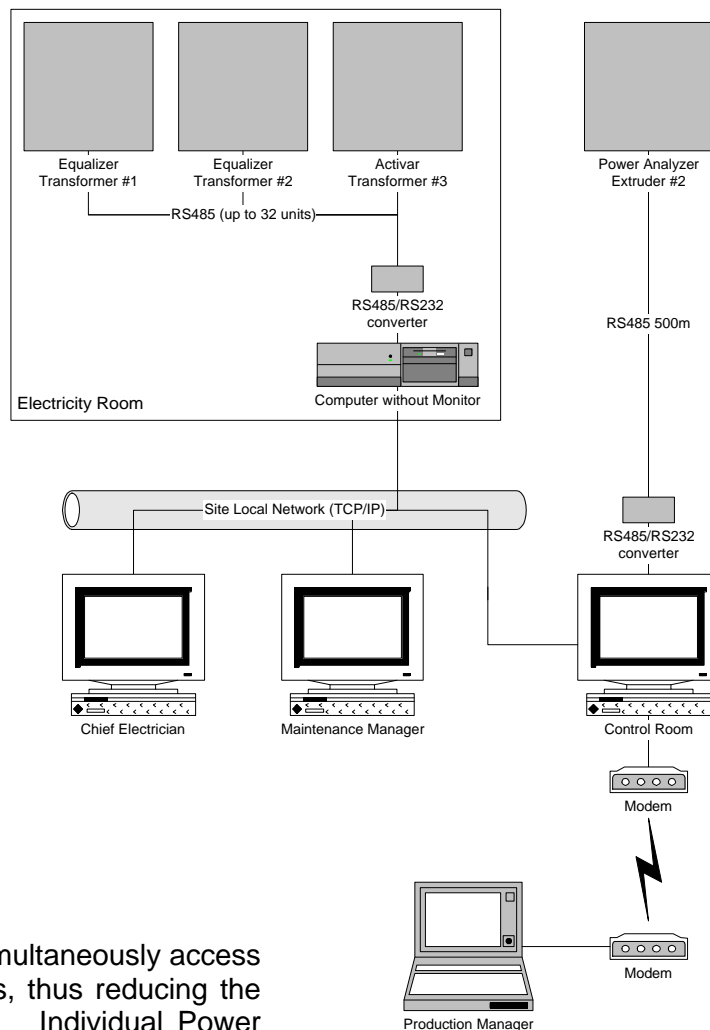 Equalizer
Transformer #1
Equalizer
Transformer #2
Activar
Transformer #3
Power Analyzer
Extruder #2
RS485 (up to 32 units)
RS485/RS232
converter
RS485 500m
Computer without Monitor
Electricity Room
Site Local Network (TCP/IP)
RS485/RS232
converter
Chief Electrician
Maintenance Manager
Control Room
Modem
Modem
Production Manager
access
thus reducing the
Individual Power